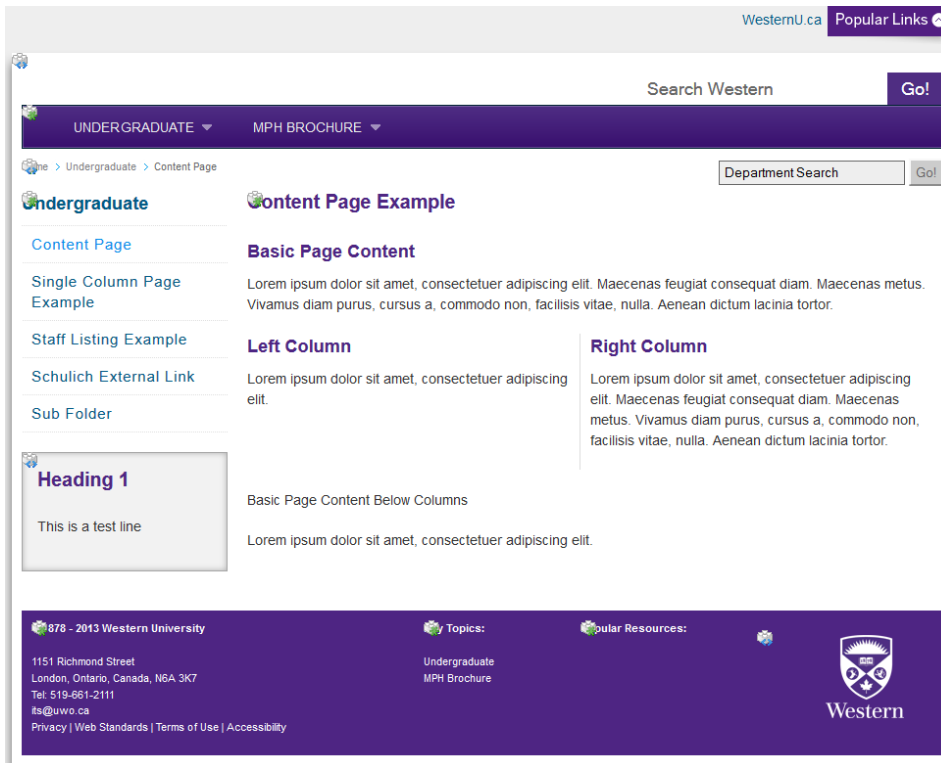 WesternU.ca Popular Links
Search Western Go!
UNDERGRADUATE MPH BROCHURE
me > Undergraduate > Content Page
Department Search Go!
ndergraduate
Content Page
Single Column Page
Example
Staff Listing Example
Schulich External Link
Sub Folder
Heading 1
This is a test line
ontent Page Example
Basic Page Content
Lorem ipsum dolor sit amet, consectetuer adipiscing elit. Maecenas feugiat consequat diam. Maecenas metus.
Vivamus diam purus, cursus a, commodo non, facilisis vitae, nulla. Aenean dictum lacinia tortor.
Left Column
Lorem ipsum dolor sit amet, consectetuer adipiscing
elit.
Right Column
Lorem ipsum dolor sit amet, consectetuer adipiscing
elit. Maecenas feugiat consequat diam. Maecenas
metus. Vivamus diam purus, cursus a, commodo non,
facilisis vitae, nulla. Aenean dictum lacinia tortor.
Basic Page Content Below Columns
Lorem ipsum dolor sit amet, consectetuer adipiscing elit.
878 - 2013 Western University
1151 Richmond Street
London, Ontario, Canada, N6A 3K7
Tel: 519-661-2111
its@uwo.ca
Privacy | Web Standards | Terms of Use | Accessibility
y Topics:
Undergraduate
MPH Brochure
pular Resources:
Western